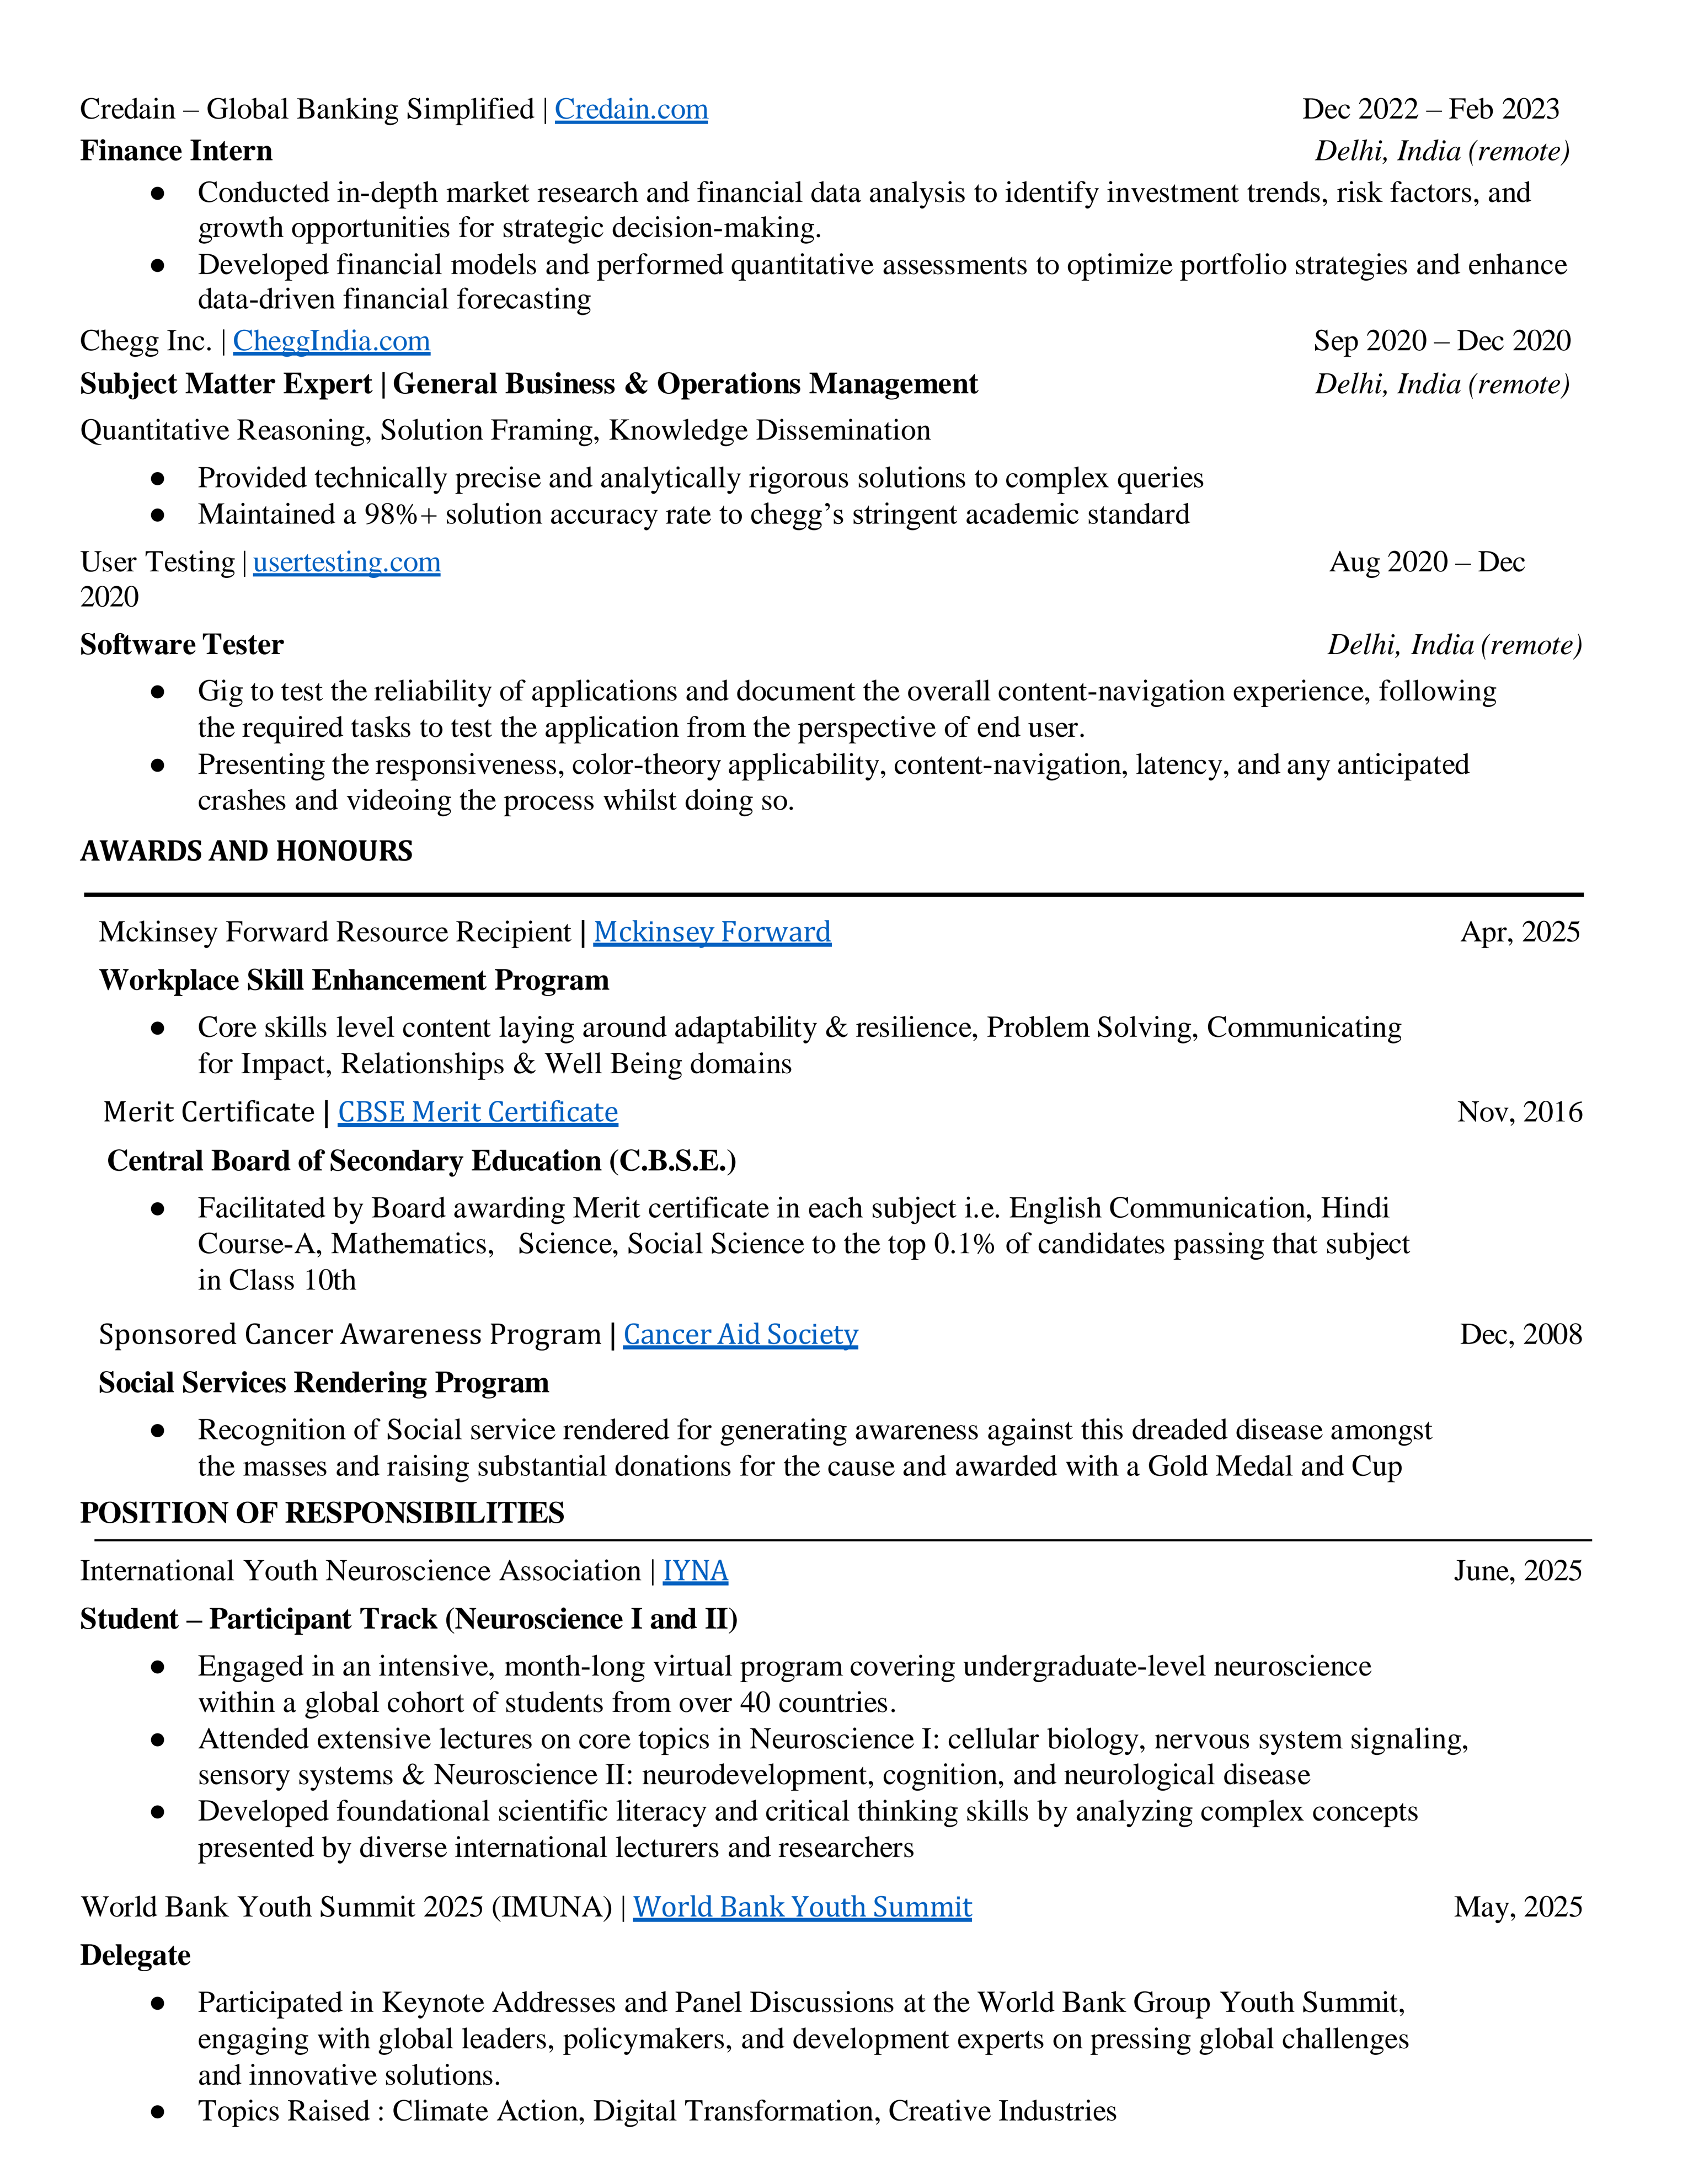 Credain – Global Banking Simplified | Credain.com Dec 2022 – Feb 2023
Finance Intern Delhi, India (remote)
● Conducted in-depth market research and financial data analysis to identify investment trends, risk factors, and
growth opportunities for strategic decision-making.
● Developed financial models and performed quantitative assessments to optimize portfolio strategies and enhance
data-driven financial forecasting
Chegg Inc. | CheggIndia.com Sep 2020 – Dec 2020
Subject Matter Expert | General Business & Operations Management Delhi, India (remote)
Quantitative Reasoning, Solution Framing, Knowledge Dissemination
● Provided technically precise and analytically rigorous solutions to complex queries
● Maintained a 98%+ solution accuracy rate to chegg’s stringent academic standard
User Testing | usertesting.com Aug 2020 – Dec
2020
Software Tester Delhi, India (remote)
● Gig to test the reliability of applications and document the overall content-navigation experience, following
the required tasks to test the application from the perspective of end user.
● Presenting the responsiveness, color-theory applicability, content-navigation, latency, and any anticipated
crashes and videoing the process whilst doing so.
AWARDS AND HONOURS
Mckinsey Forward Resource Recipient | Mckinsey Forward Apr, 2025
Workplace Skill Enhancement Program
● Core skills level content laying around adaptability & resilience, Problem Solving, Communicating
for Impact, Relationships & Well Being domains
Merit Certificate | CBSE Merit Certificate Nov, 2016
Central Board of Secondary Education (C.B.S.E.)
● Facilitated by Board awarding Merit certificate in each subject i.e. English Communication, Hindi
Course-A, Mathematics, Science, Social Science to the top 0.1% of candidates passing that subject
in Class 10th
Sponsored Cancer Awareness Program | Cancer Aid Society Dec, 2008
Social Services Rendering Program
● Recognition of Social service rendered for generating awareness against this dreaded disease amongst
the masses and raising substantial donations for the cause and awarded with a Gold Medal and Cup
POSITION OF RESPONSIBILITIES
International Youth Neuroscience Association | IYNA June, 2025
Student – Participant Track (Neuroscience I and II)
● Engaged in an intensive, month-long virtual program covering undergraduate-level neuroscience
within a global cohort of students from over 40 countries.
● Attended extensive lectures on core topics in Neuroscience I: cellular biology, nervous system signaling,
sensory systems & Neuroscience II: neurodevelopment, cognition, and neurological disease
● Developed foundational scientific literacy and critical thinking skills by analyzing complex concepts
presented by diverse international lecturers and researchers
World Bank Youth Summit 2025 (IMUNA) | World Bank Youth Summit May, 2025
Delegate
● Participated in Keynote Addresses and Panel Discussions at the World Bank Group Youth Summit,
engaging with global leaders, policymakers, and development experts on pressing global challenges
and innovative solutions.
● Topics Raised : Climate Action, Digital Transformation, Creative Industries